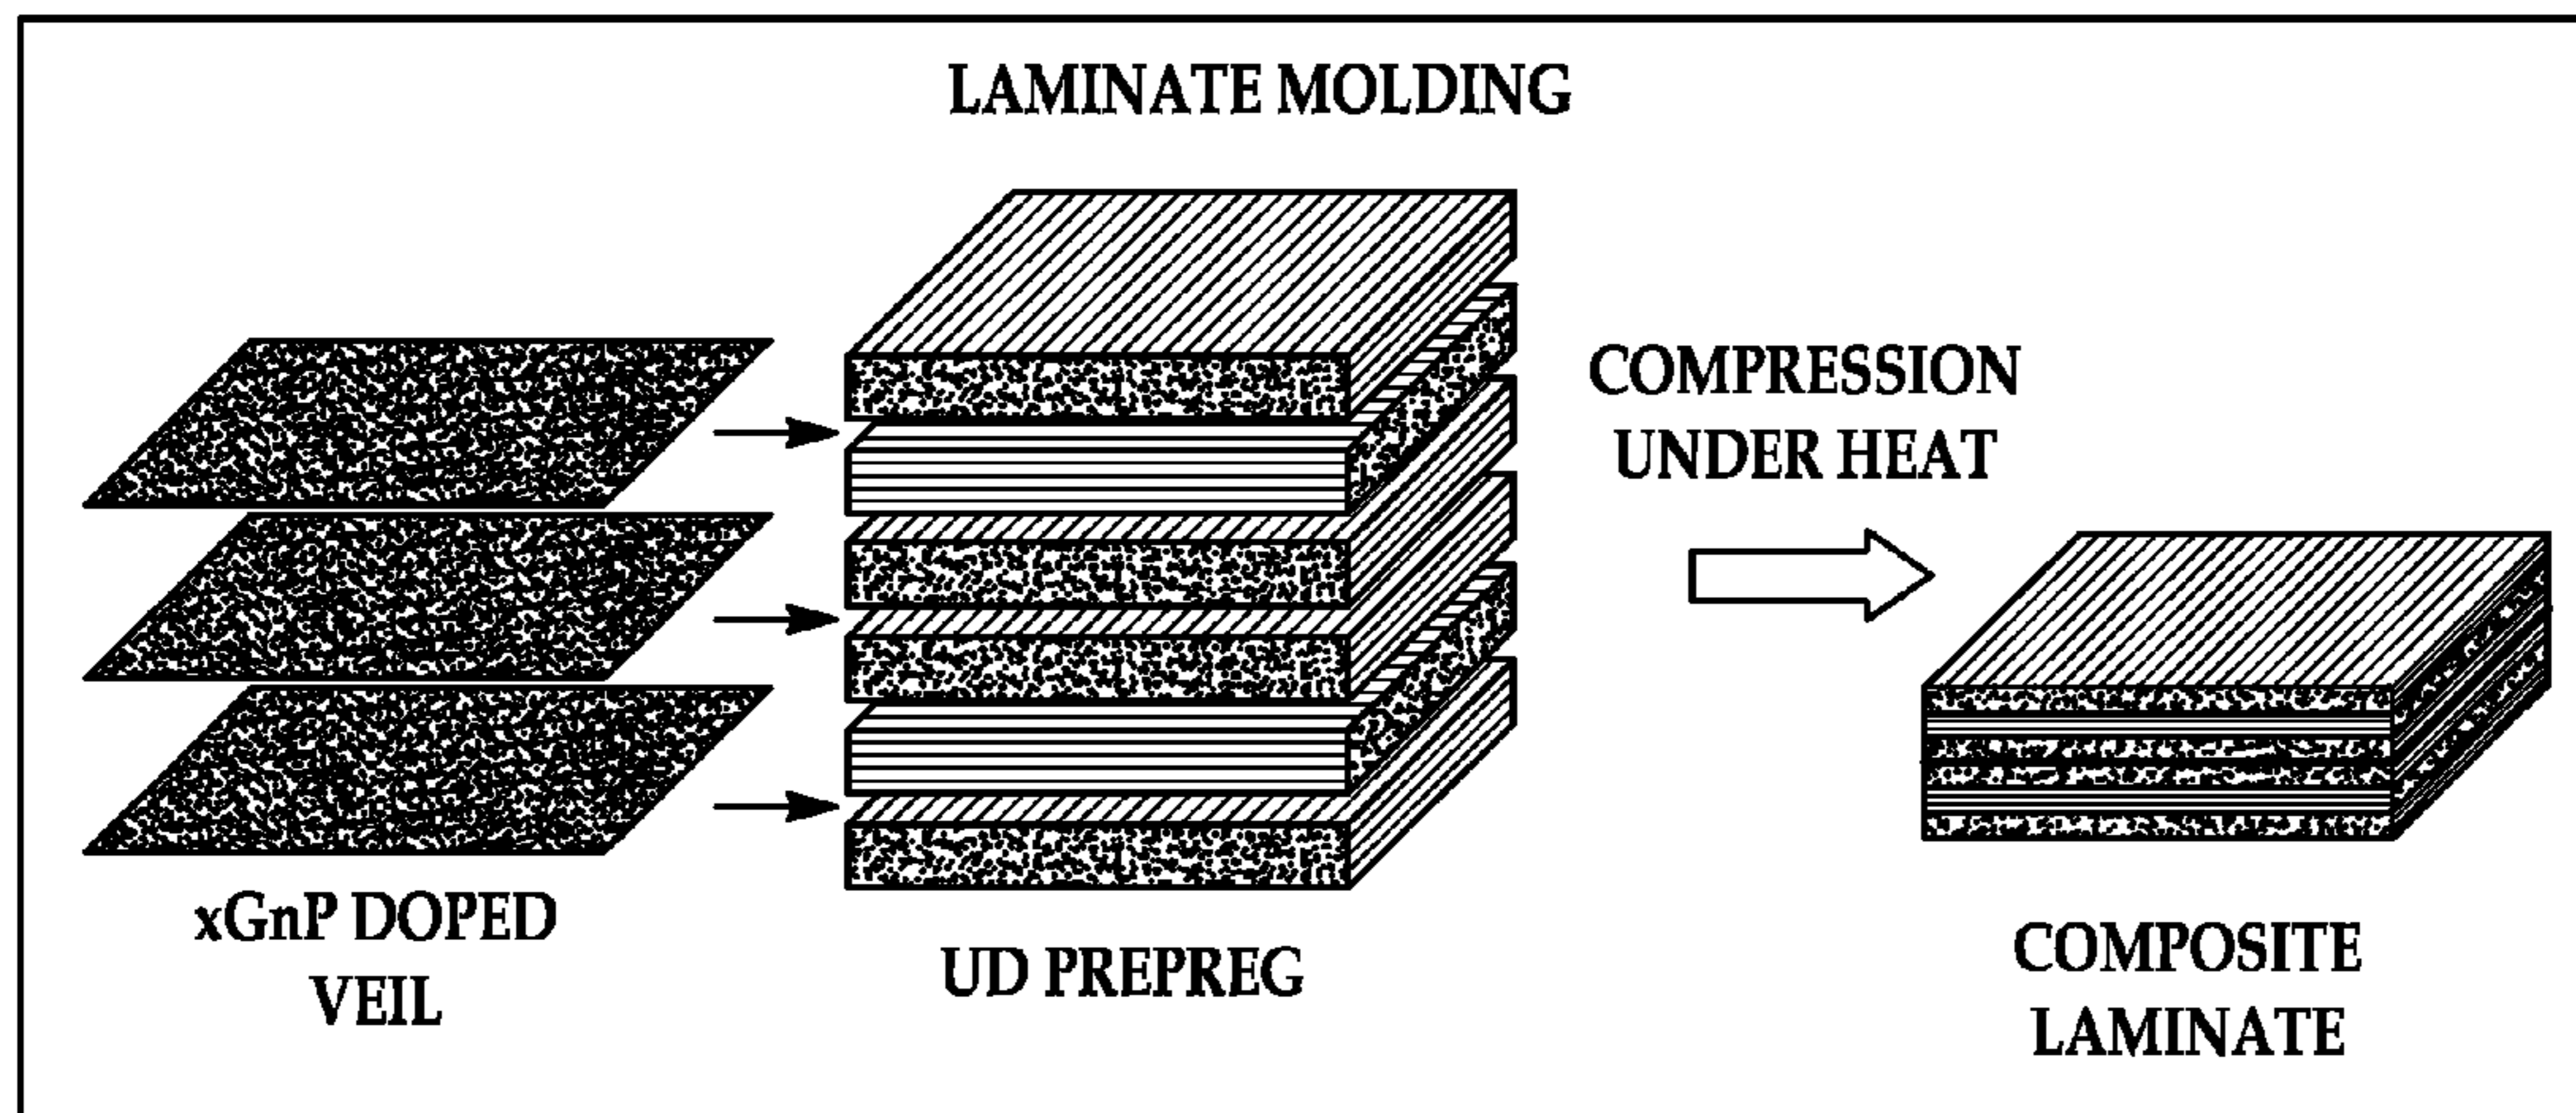 LAMINATE MOLDING
COMPRESSION
UNDER HEAT
xGnP DOPED
VEIL
UD PREPREG
COMPOSITE
LAMINATE